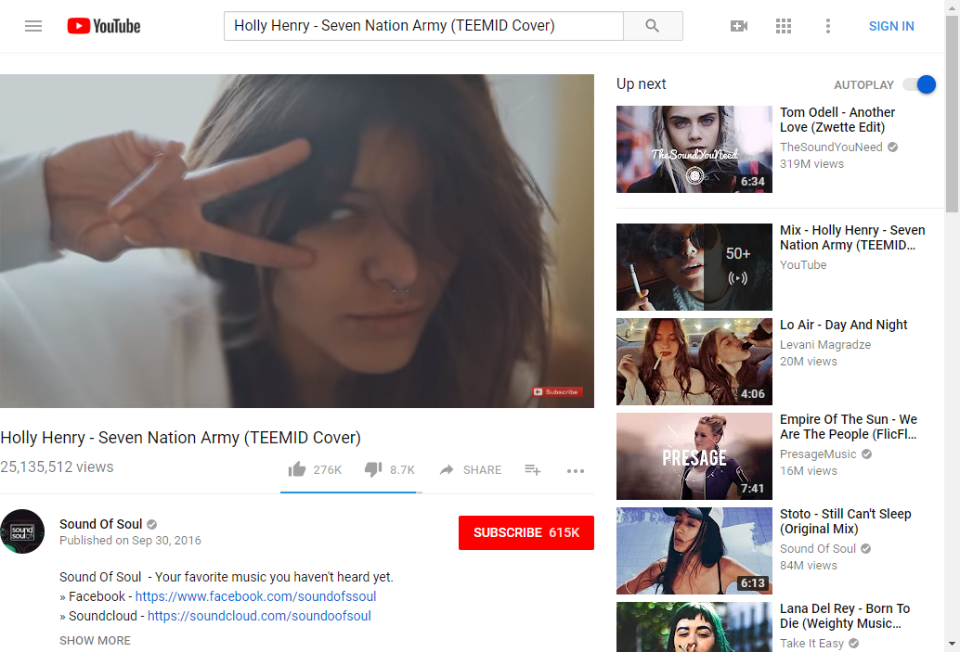 YouTube
Holly Henry - Seven Nation Army (TEEMID Cover)
SIGN IN
Subscribe
Holly Henry - Seven Nation Army (TEEMID Cover)
25,135,512 views
276K
8.7K
SHARE
sound
soul
Sound Of Soul
Published on Sep 30, 2016
SUBSCRIBE 615K
Sound Of Soul - Your favorite music you haven't heard yet.
» Facebook - https://www.facebook.com/soundofssoul
» Soundcloud - https://soundcloud.com/soundoofsoul
SHOW MORE
Up next
AUTOPLAY
TheSoundYouNeed
6:34
Tom Odell - Another
Love (Zwette Edit)
TheSoundYouNeed
319M views
50+
Mix - Holly Henry - Seven
Nation Army (TEEMID...
YouTube
4:06
Lo Air - Day And Night
Levani Magradze
20M views
PRESAGE
7:41
Empire Of The Sun - We
Are The People (FlicFl...
PresageMusic
16M views
6:13
Stoto - Still Can't Sleep
(Original Mix)
Sound Of Soul
84M views
Lana Del Rey - Born To
Die (Weighty Music...
Take It Easy